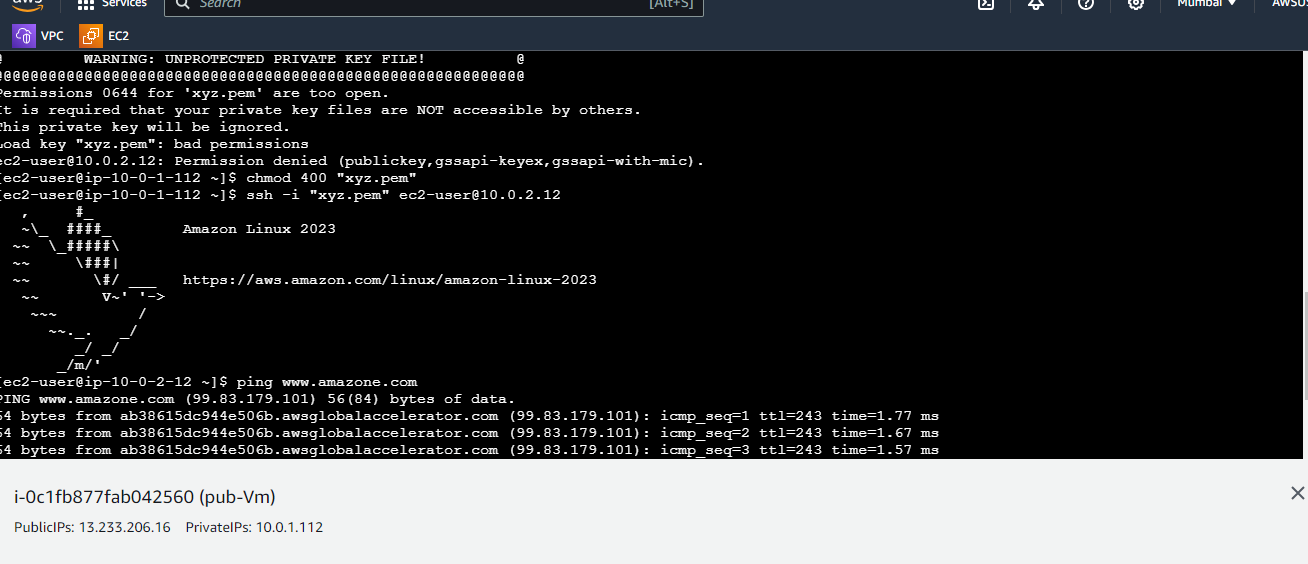 aws Services Search [Alt+S] Mumbai
VPC EC2
@ WARNING: UNPROTECTED PRIVATE KEY FILE! @
@@@@@@@@@@@@@@@@@@@@@@@@@@@@@@@@@@@@@@@@@@@@@@@@@@@@@@@@@@@
Permissions 0644 for 'xyz.pem' are too open.
It is required that your private key files are NOT accessible by others.
This private key will be ignored.
Load key "xyz.pem": bad permissions
ec2-user@10.0.2.12: Permission denied (publickey,gssapi-keyex,gssapi-with-mic).
[ec2-user@ip-10-0-1-112 ~]$ chmod 400 "xyz.pem"
[ec2-user@ip-10-0-1-112 ~]$ ssh -i "xyz.pem" ec2-user@10.0.2.12
   ,     #_
   ~\_  ####_        Amazon Linux 2023
  ~~  \_#####\
  ~~     \###|
  ~~       \#/ ___   https://aws.amazon.com/linux/amazon-linux-2023
   ~~       V~' '->
    ~~~         /
      ~~._.   _/
         _/ _/
       _/m/'
[ec2-user@ip-10-0-2-12 ~]$ ping www.amazone.com
PING www.amazone.com (99.83.179.101) 56(84) bytes of data.
64 bytes from ab38615dc944e506b.awsglobalaccelerator.com (99.83.179.101): icmp_seq=1 ttl=243 time=1.77 ms
64 bytes from ab38615dc944e506b.awsglobalaccelerator.com (99.83.179.101): icmp_seq=2 ttl=243 time=1.67 ms
64 bytes from ab38615dc944e506b.awsglobalaccelerator.com (99.83.179.101): icmp_seq=3 ttl=243 time=1.57 ms
i-0c1fb877fab042560 (pub-Vm)
PublicIPs: 13.233.206.16 PrivateIPs: 10.0.1.112